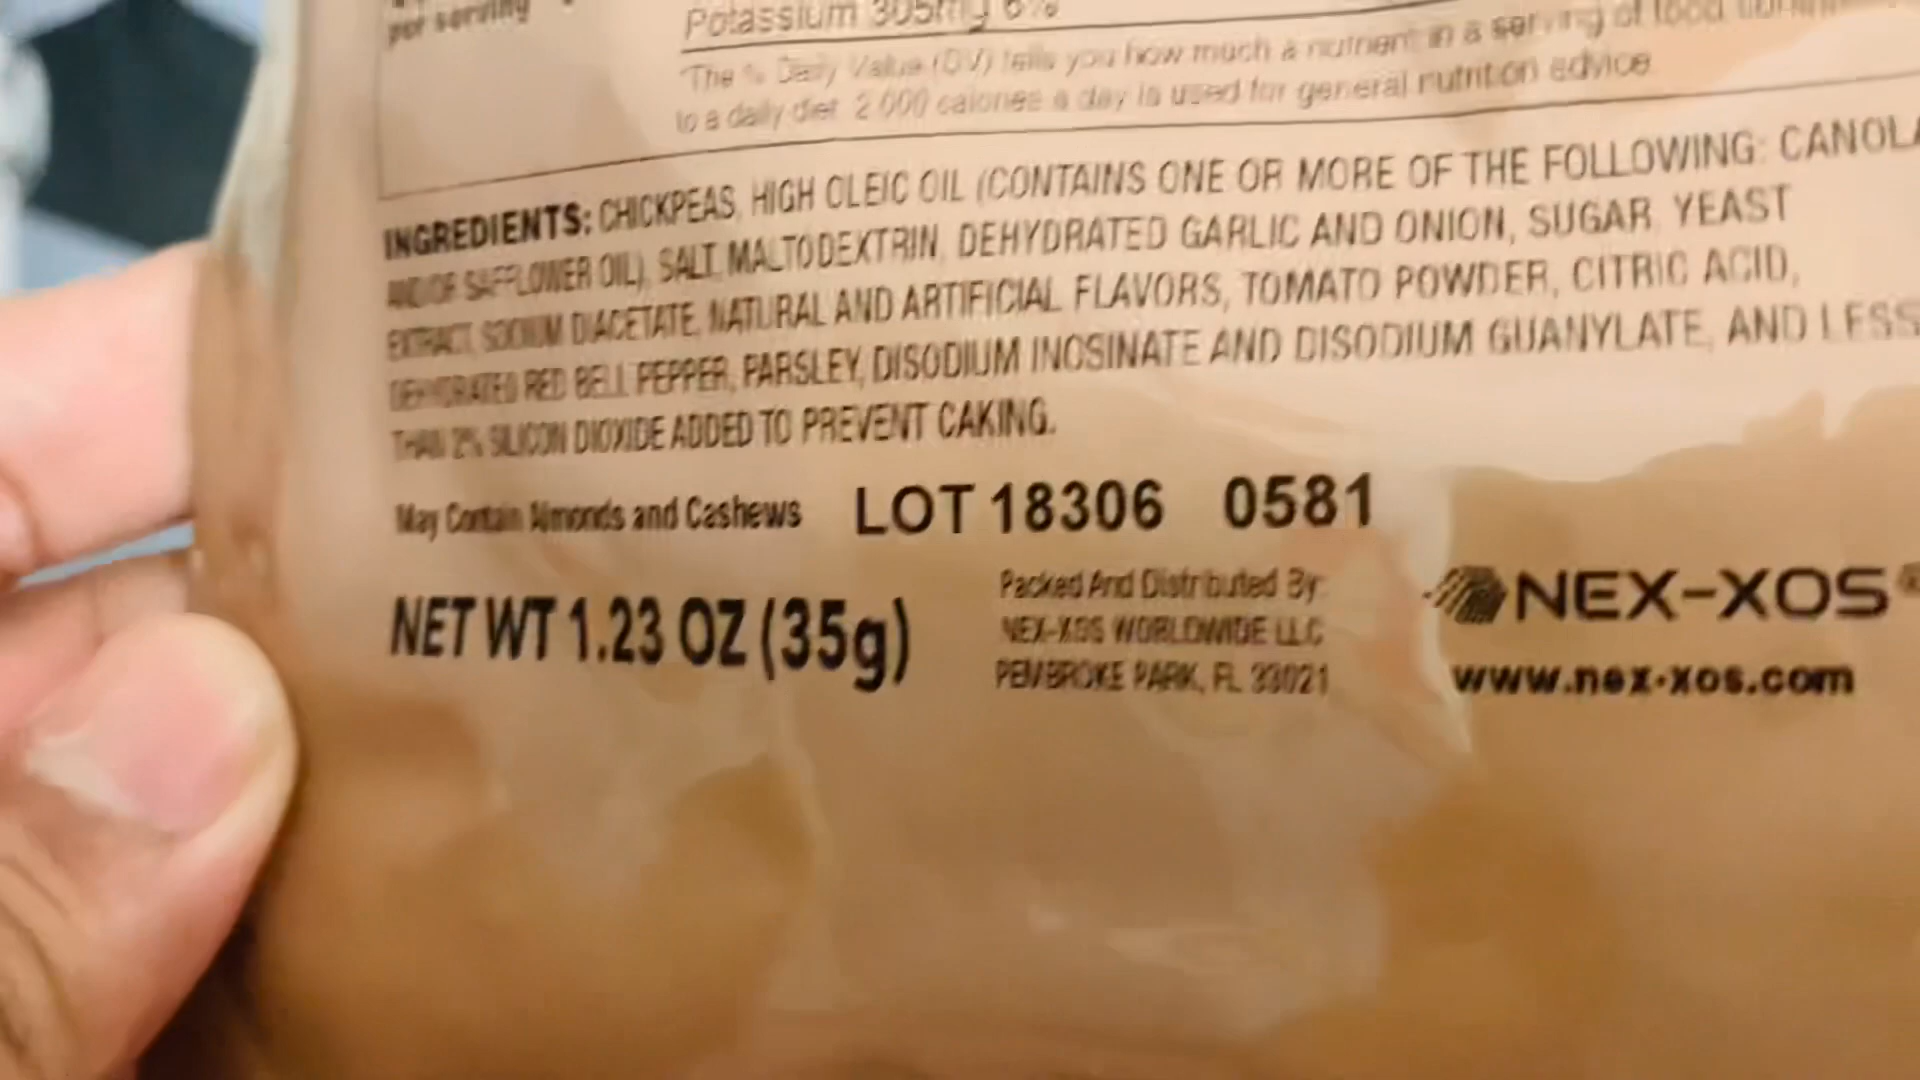 per serving
Potassium 305mg 6%
*The % Daily Value (DV) tells you how much a nutrient in a serving of food
to a daily diet. 2,000 calories a day is used for general nutrition advice.
INGREDIENTS: CHICKPEAS, HIGH OLEIC OIL (CONTAINS ONE OR MORE OF THE FOLLOWING: CANOLA
AND/OR SAFFLOWER OIL), SALT, MALTODEXTRIN, DEHYDRATED GARLIC AND ONION, SUGAR, YEAST
EXTRACT, SODIUM DIACETATE, NATURAL AND ARTIFICIAL FLAVORS, TOMATO POWDER, CITRIC ACID,
DEHYDRATED RED BELL PEPPER, PARSLEY, DISODIUM INOSINATE AND DISODIUM GUANYLATE, AND LESS
THAN 2% SILICON DIOXIDE ADDED TO PREVENT CAKING.
May Contain Almonds and Cashews LOT 18306 0581
NET WT 1.23 OZ (35g)
Packed And Distributed By:
NEX-XOS WORLDWIDE LLC
PEMBROKE PARK, FL 33021
NEX-XOS®
www.nex-xos.com